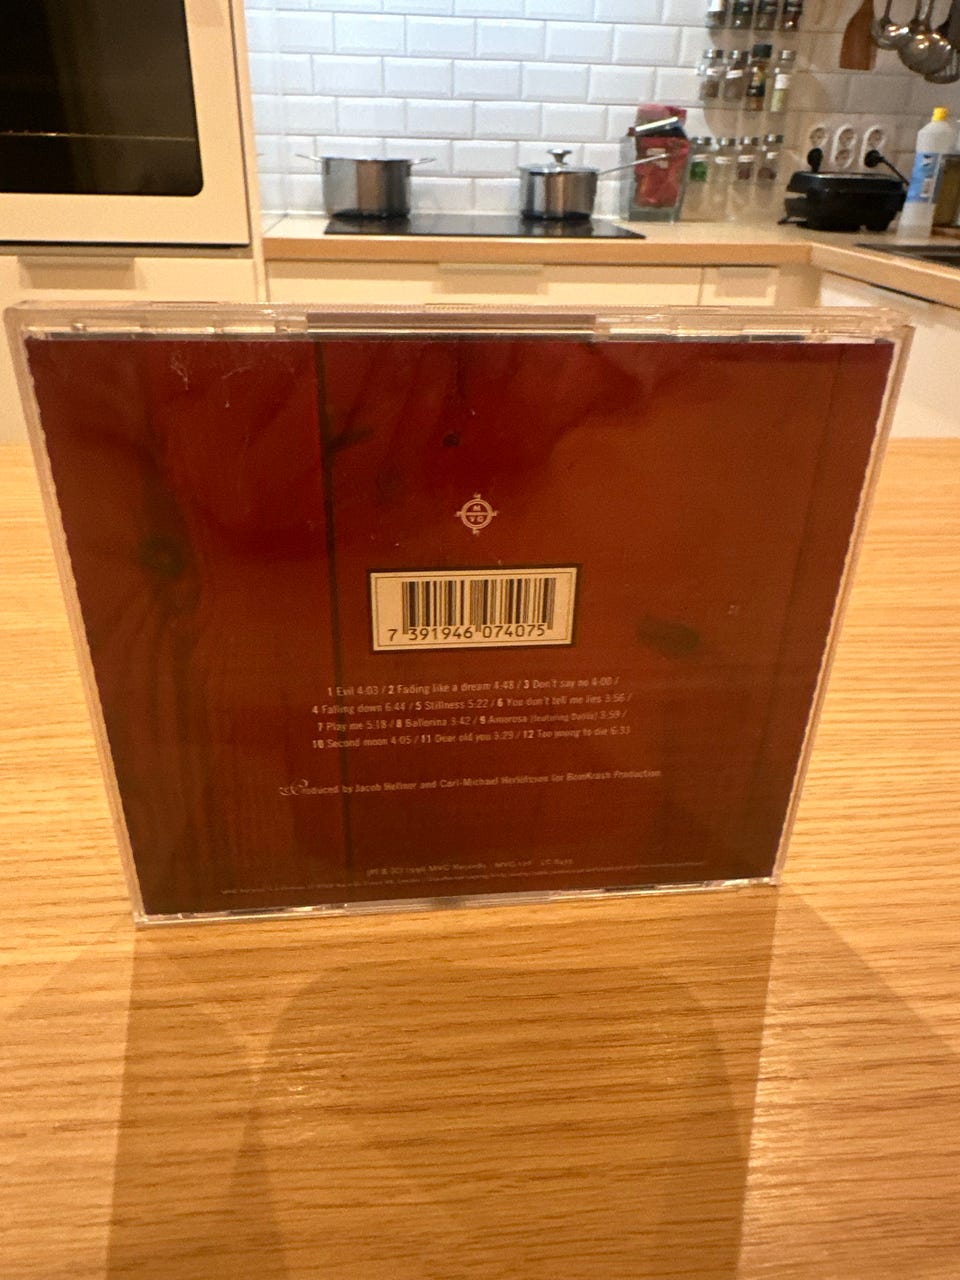 M
V G
7 391946 074075
1 Evil 4:03 / 2 Fading like a dream 4:48 / 3 Don't say no 4:00 /
4 Falling down 6:44 / 5 Stillness 5:22 / 6 You don't tell me lies 3:56 /
7 Play me 5:18 / 8 Ballerina 3:42 / 9 Amorosa (featuring 3:59 /
10 Second moon 4:05 / 11 Dear old you 3:29 / 12 Too young to die 6:33
Produced by Jacob Hellner and Carl-Michael Herlöfsson for BomKrash Production
(P) & (C) MVG Records